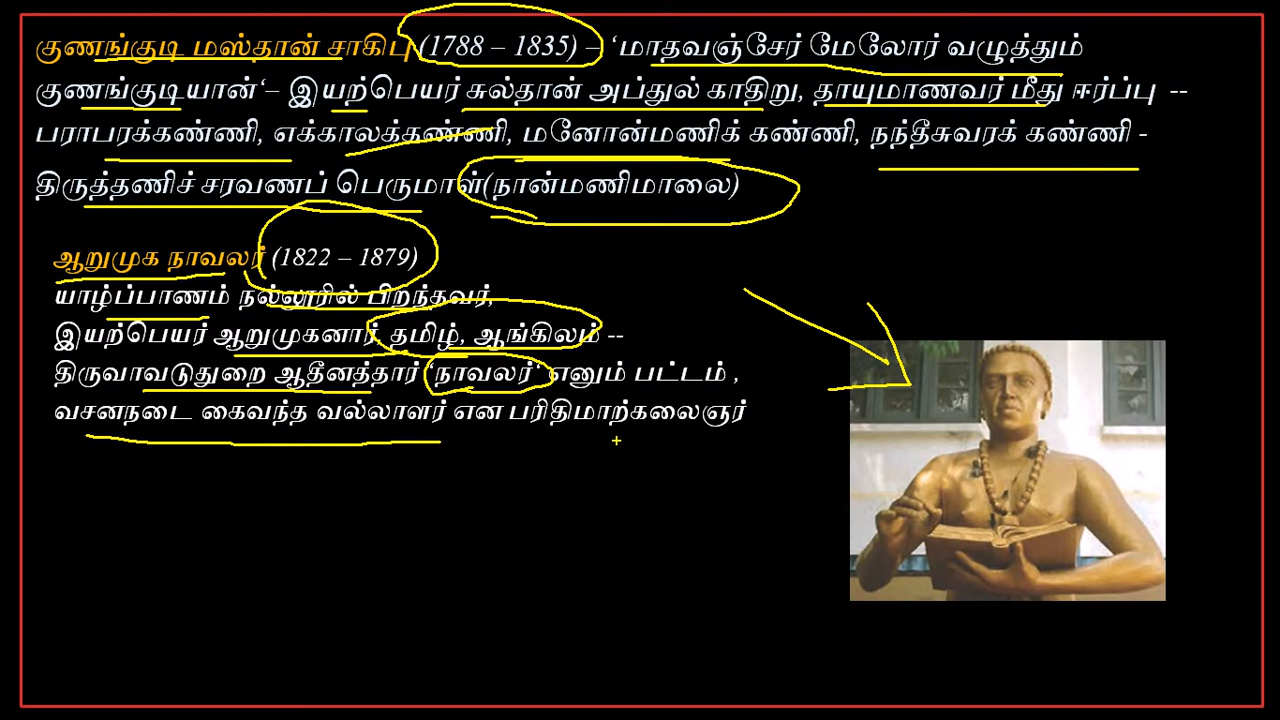 குணங்குடி மஸ்தான் சாகிபு (1788 – 1835) – ‘மாதவஞ்சேர் மேலோர் வழுத்தும்
குணங்குடியான்‘– இயற்பெயர் சுல்தான் அப்துல் காதிறு, தாயுமாணவர் மீது ஈர்ப்பு --
பராபரக்கண்ணி, எக்காலக்கண்ணி, மனோன்மணிக் கண்ணி, நந்தீசுவரக் கண்ணி -
திருத்தணிச் சரவணப் பெருமாள்(நான்மணிமாலை)
ஆறுமுக நாவலர் (1822 – 1879)
யாழ்ப்பாணம் நல்லூரில் பிறந்தவர்,
இயற்பெயர் ஆறுமுகனார், தமிழ், ஆங்கிலம் --
திருவாவடுதுறை ஆதீனத்தார் ‘நாவலர்‘ எனும் பட்டம் ,
வசனநடை கைவந்த வல்லாளர் என பரிதிமாற்கலைஞர்